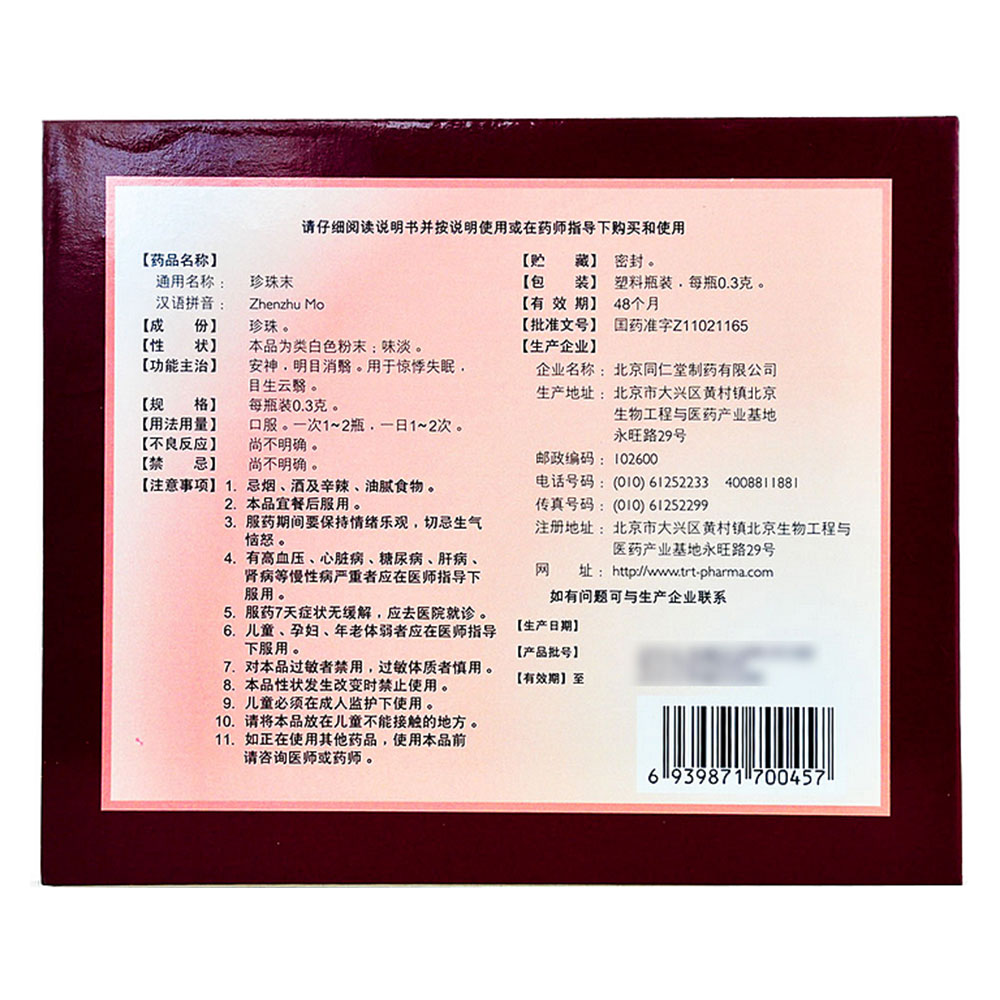 请仔细阅读说明书并按说明使用或在药师指导下购买和使用
【药品名称】
通用名称：珍珠末
汉语拼音：Zhenzhu Mo
【成份】珍珠。
【性状】本品为类白色粉末；味淡。
【功能主治】安神，明目消翳。用于惊悸失眠，
目生云翳。
【规格】每瓶装0.3克。
【用法用量】口服。一次1~2瓶，一日1~2次。
【不良反应】尚不明确。
【禁忌】尚不明确。
【注意事项】1. 忌烟、酒及辛辣、油腻食物。
2. 本品宜餐后服用。
3. 服药期间要保持情绪乐观，切忌生气
恼怒。
4. 有高血压、心脏病、糖尿病、肝病、
肾病等慢性病严重者应在医师指导下
服用。
5. 服药7天症状无缓解，应去医院就诊。
6. 儿童、孕妇、年老体弱者应在医师指导
下服用。
7. 对本品过敏者禁用，过敏体质者慎用。
8. 本品性状发生改变时禁止使用。
9. 儿童必须在成人监护下使用。
10. 请将本品放在儿童不能接触的地方。
11. 如正在使用其他药品，使用本品前
请咨询医师或药师。
【贮藏】密封。
【包装】塑料瓶装，每瓶0.3克。
【有效期】48个月
【批准文号】国药准字Z11021165
【生产企业】
企业名称：北京同仁堂制药有限公司
生产地址：北京市大兴区黄村镇北京
生物工程与医药产业基地
永旺路29号
邮政编码：102600
电话号码：(010) 61252233 4008811881
传真号码：(010) 61252299
注册地址：北京市大兴区黄村镇北京生物工程与
医药产业基地永旺路29号
网址：http://www.trt-pharma.com
如有问题可与生产企业联系
【生产日期】
【产品批号】
【有效期】至
6 939871 700457